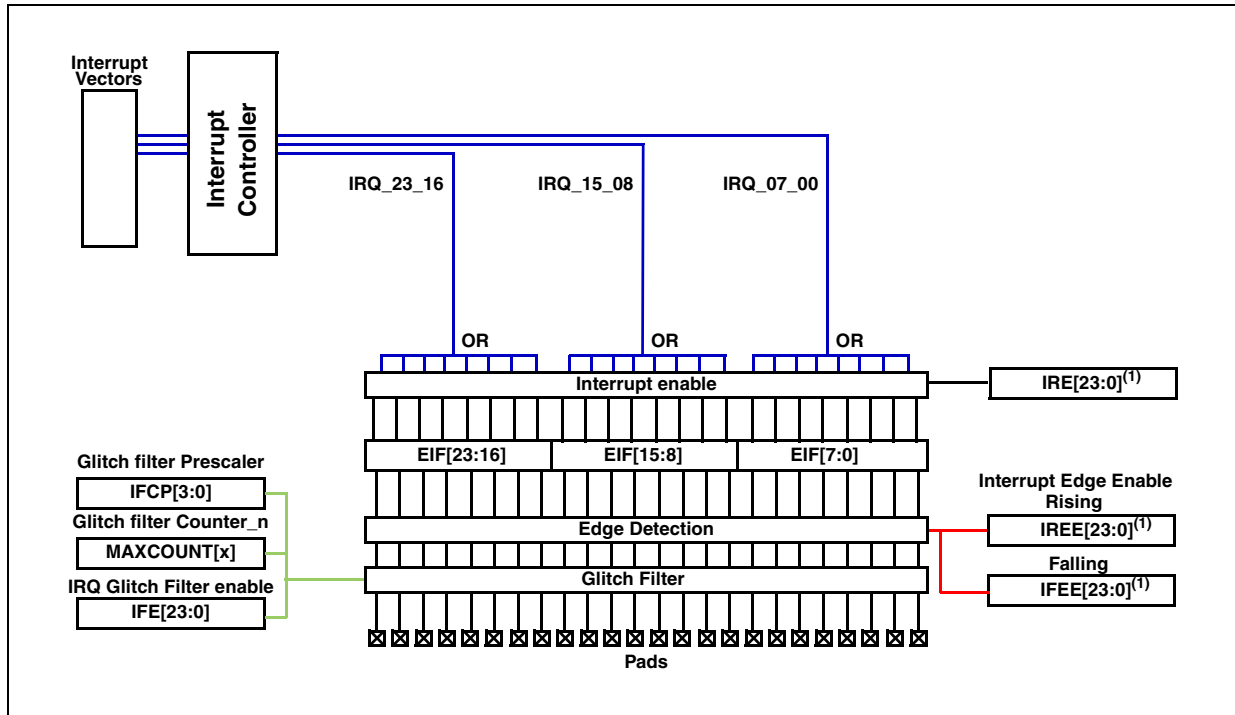 Interrupt
Vectors
Interrupt
Controller
IRQ_23_16
IRQ_15_08
IRQ_07_00
OR
OR
OR
Interrupt enable
IRE[23:0](1)
EIF[23:16]
EIF[15:8]
EIF[7:0]
Glitch filter Prescaler
IFCP[3:0]
Glitch filter Counter_n
MAXCOUNT[x]
IRQ Glitch Filter enable
IFE[23:0]
Edge Detection
Glitch Filter
Interrupt Edge Enable
Rising
IREE[23:0](1)
Falling
IFEE[23:0](1)
Pads